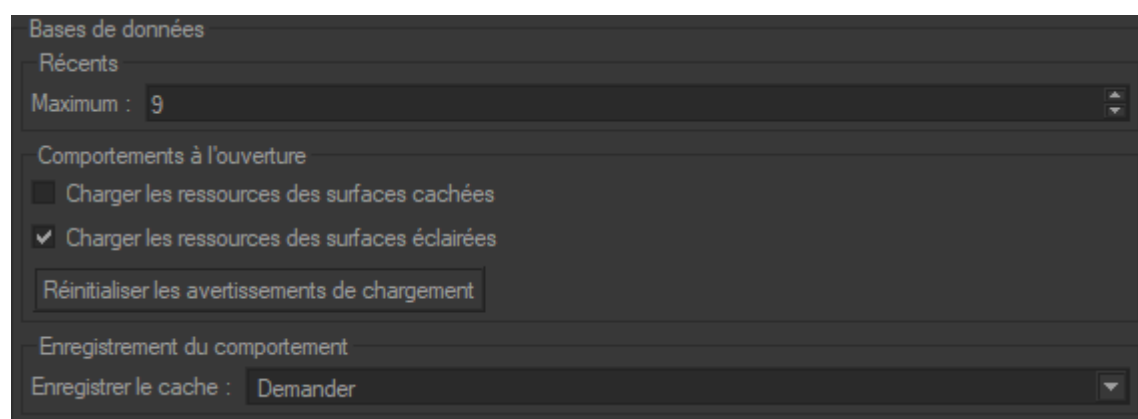 Bases de données
Récents
Maximum : 9
Comportements à l'ouverture
Charger les ressources des surfaces cachées
Charger les ressources des surfaces éclairées
Réinitialiser les avertissements de chargement
Enregistrement du comportement
Enregistrer le cache : Demander